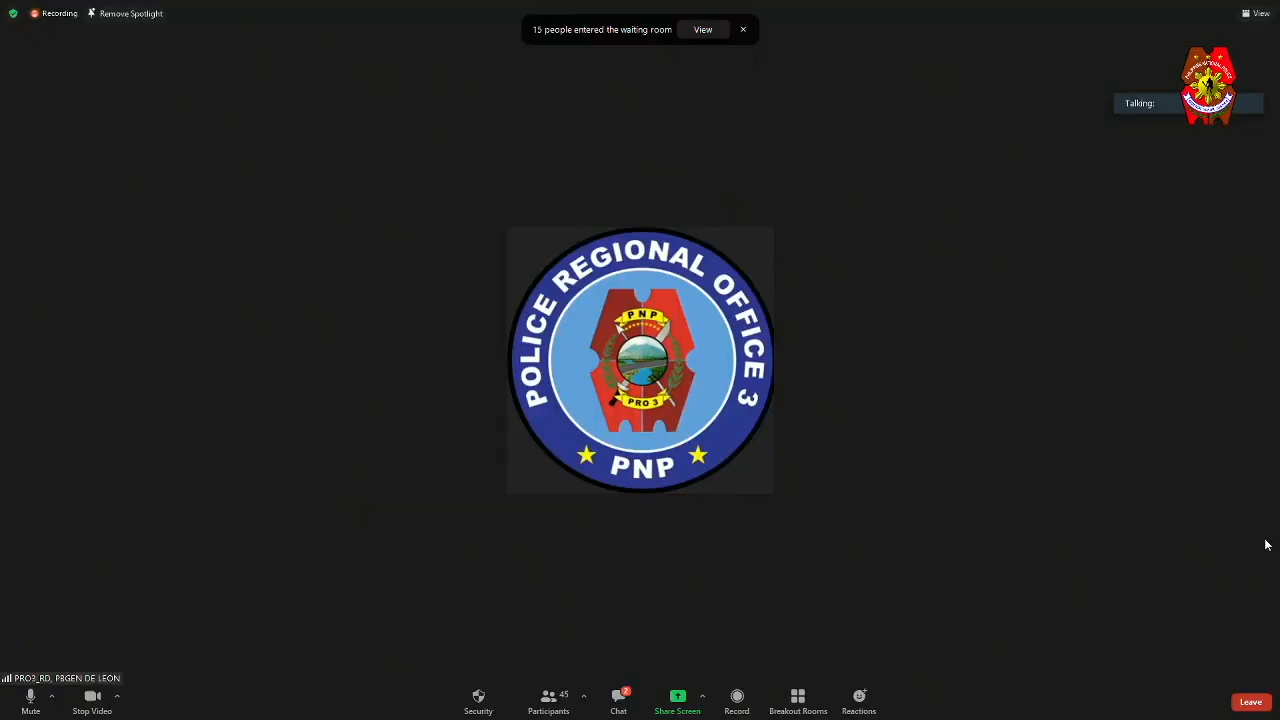 Recording
Remove Spotlight
15 people entered the waiting room
View
View
Talking:
POLICE REGIONAL OFFICE 3
PNP
PRO 3
PNP
PRO3_RD, PBGEN DE LEON
Mute
Stop Video
Security
45
Participants
2
Chat
Share Screen
Record
Breakout Rooms
Reactions
Leave